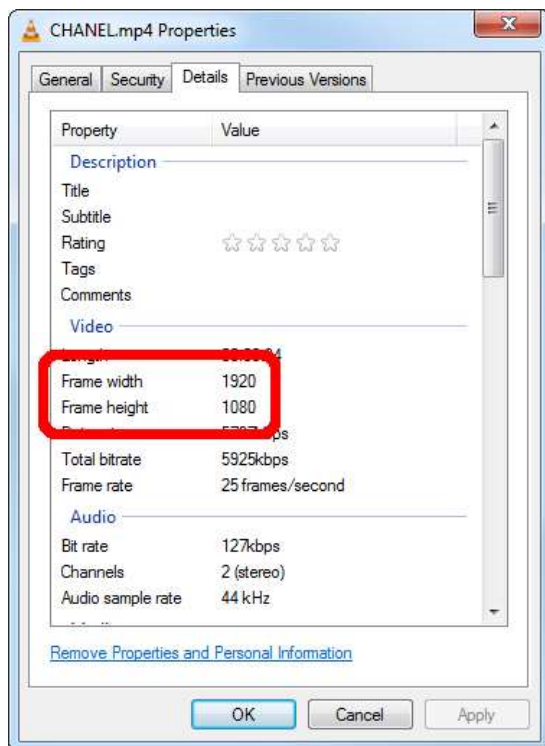 CHANEL.mp4 Properties
General Security Details Previous Versions
Property Value
Description
Title
Subtitle
Rating
Tags
Comments
Video
Length
Frame width 1920
Frame height 1080
Total bitrate 5925kbps
Frame rate 25 frames/second
Audio
Bit rate 127kbps
Channels 2 (stereo)
Audio sample rate 44 kHz
Remove Properties and Personal Information
OK Cancel Apply